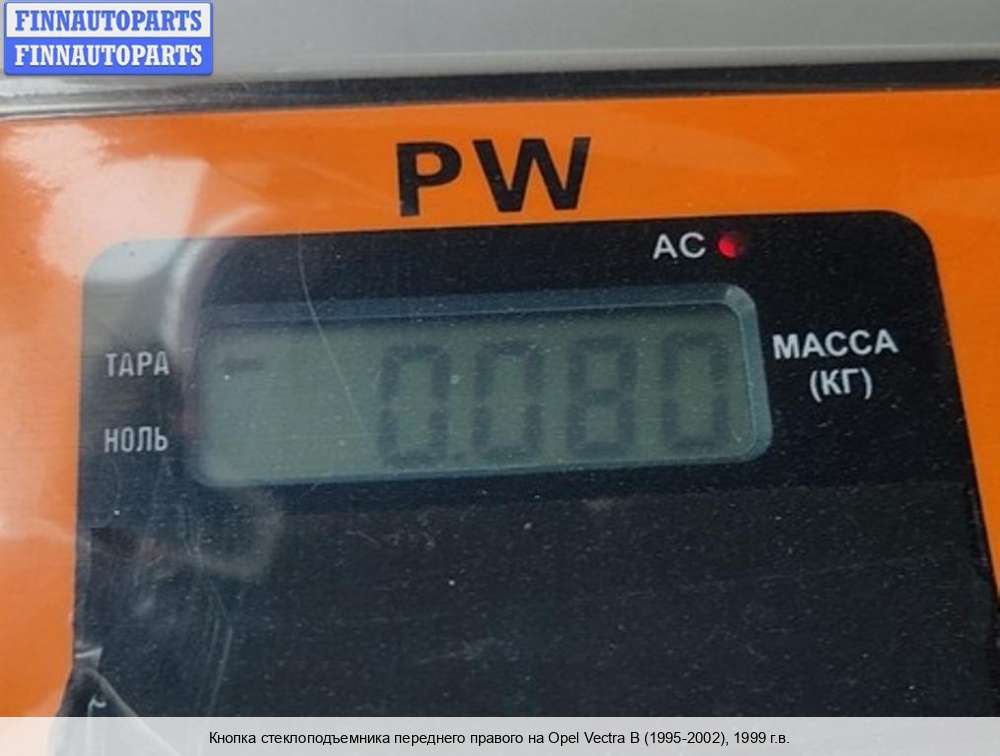 FINNAUTOPARTS
FINNAUTOPARTS
PW
AC
ТАРА
0.080
МАССА
(КГ)
НОЛЬ
Кнопка стеклоподъемника переднего правого на Opel Vectra B (1995-2002), 1999 г.в.